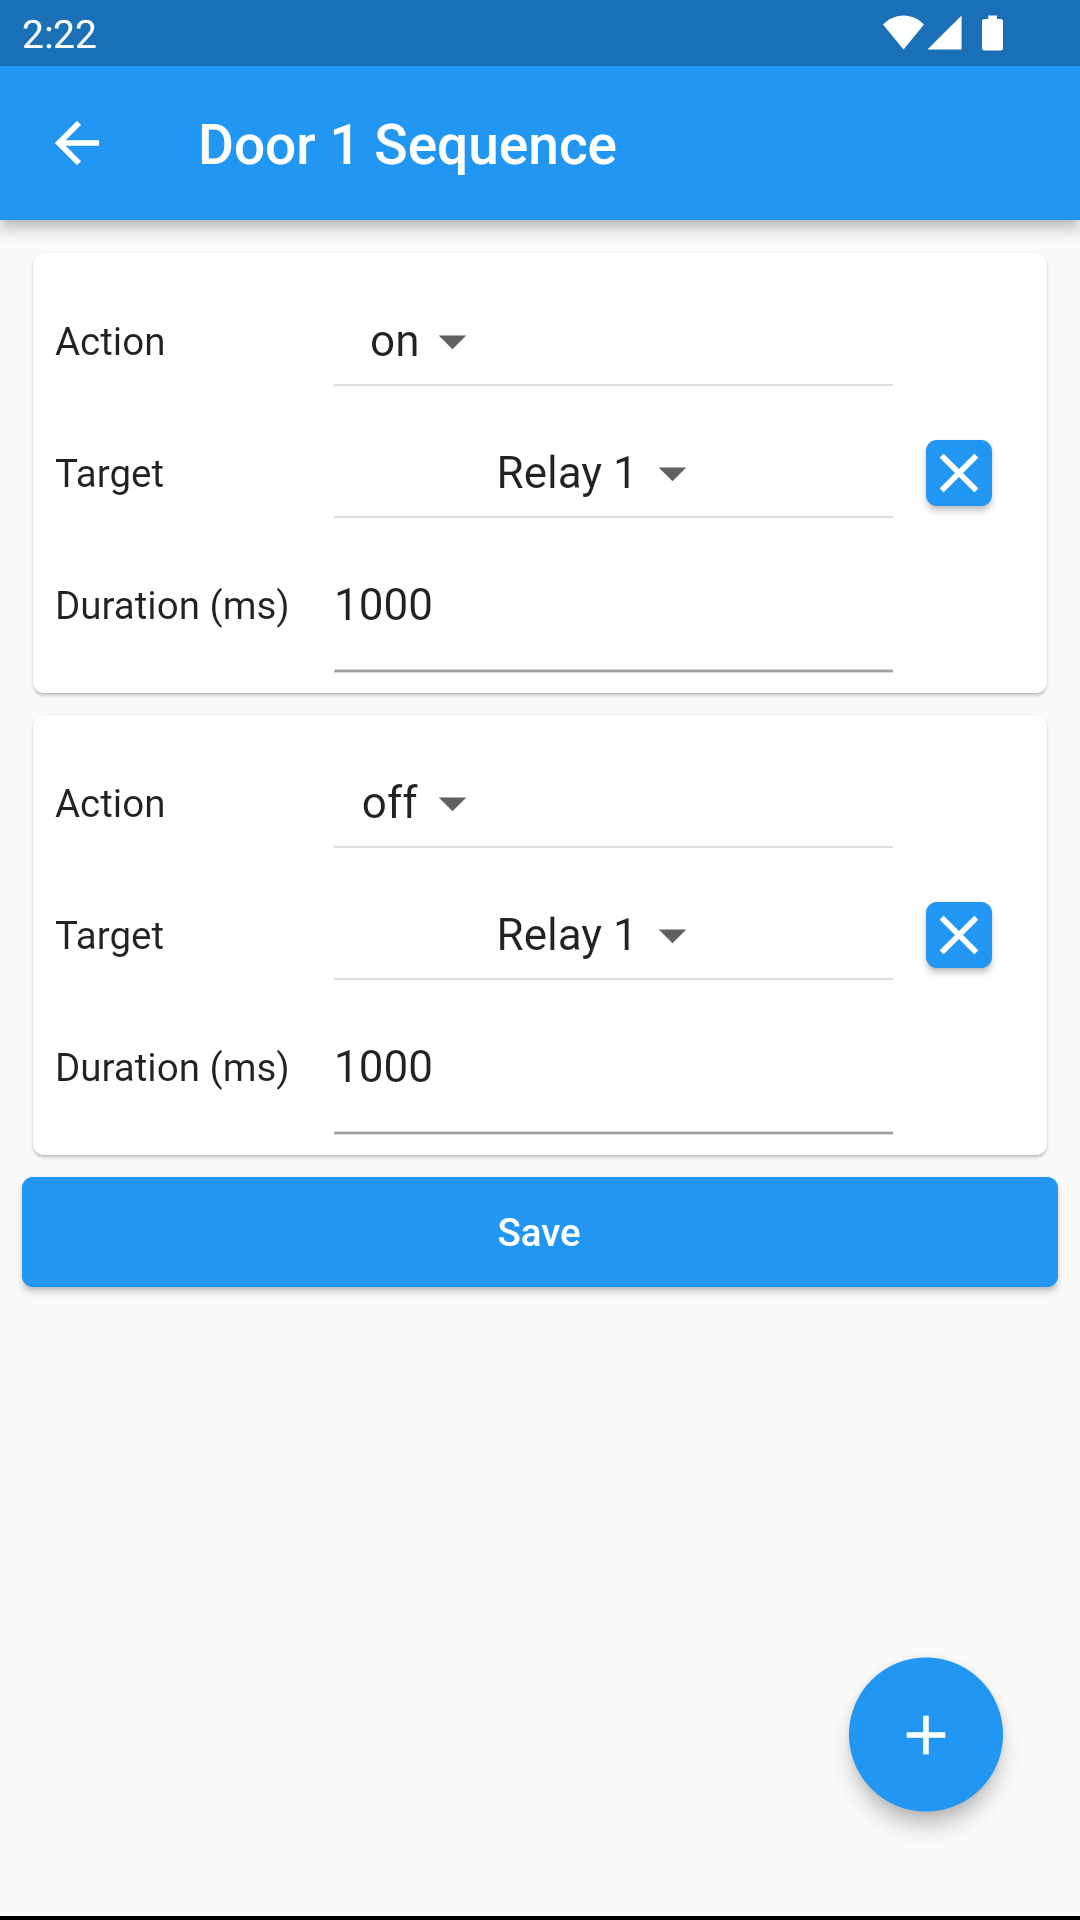 2:22
Door 1 Sequence
Action on
Target Relay 1
Duration (ms) 1000
Action off
Target Relay 1
Duration (ms) 1000
Save